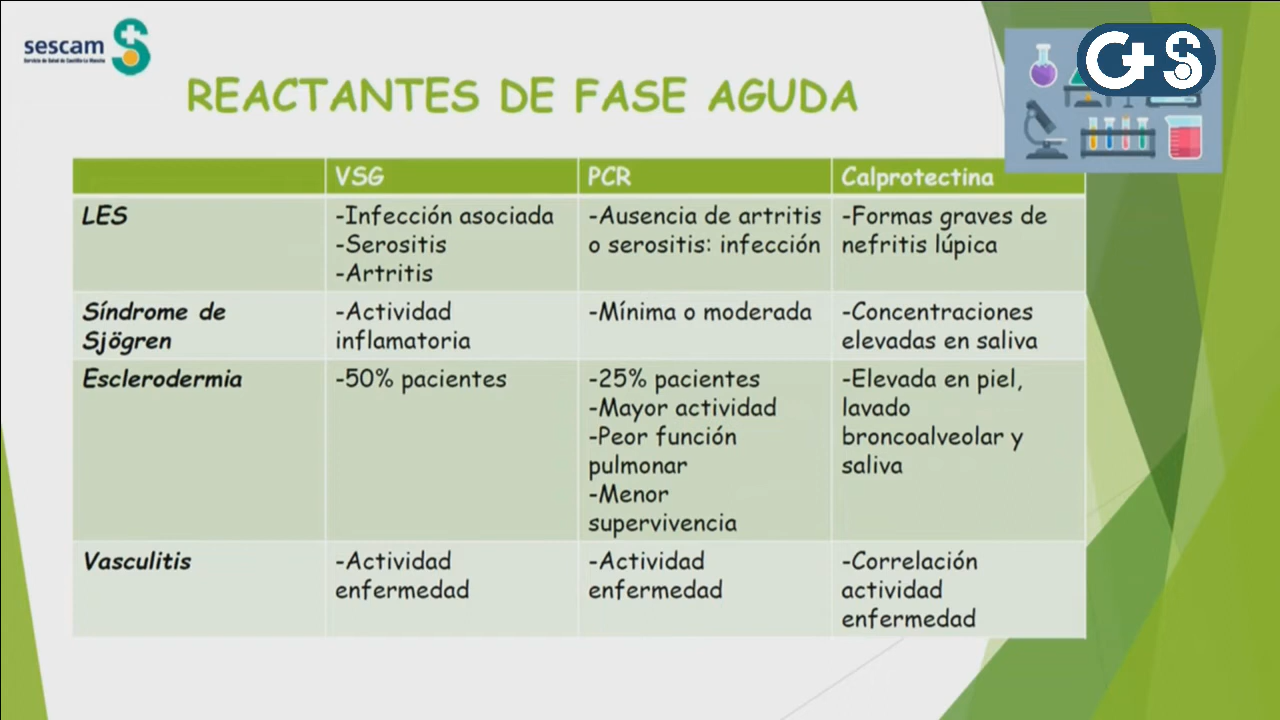 sescam
Servicio de Salud de Castilla-La Mancha
REACTANTES DE FASE AGUDA
VSG
PCR
Calprotectina
LES
-Infección asociada
-Serositis
-Artritis
-Ausencia de artritis
o serositis: infección
-Formas graves de
nefritis lúpica
Síndrome de
Sjögren
-Actividad
inflamatoria
-Mínima o moderada
-Concentraciones
elevadas en saliva
Esclerodermia
-50% pacientes
-25% pacientes
-Mayor actividad
-Peor función
pulmonar
-Menor
supervivencia
-Elevada en piel,
lavado
broncoalveolar y
saliva
Vasculitis
-Actividad
enfermedad
-Actividad
enfermedad
-Correlación
actividad
enfermedad